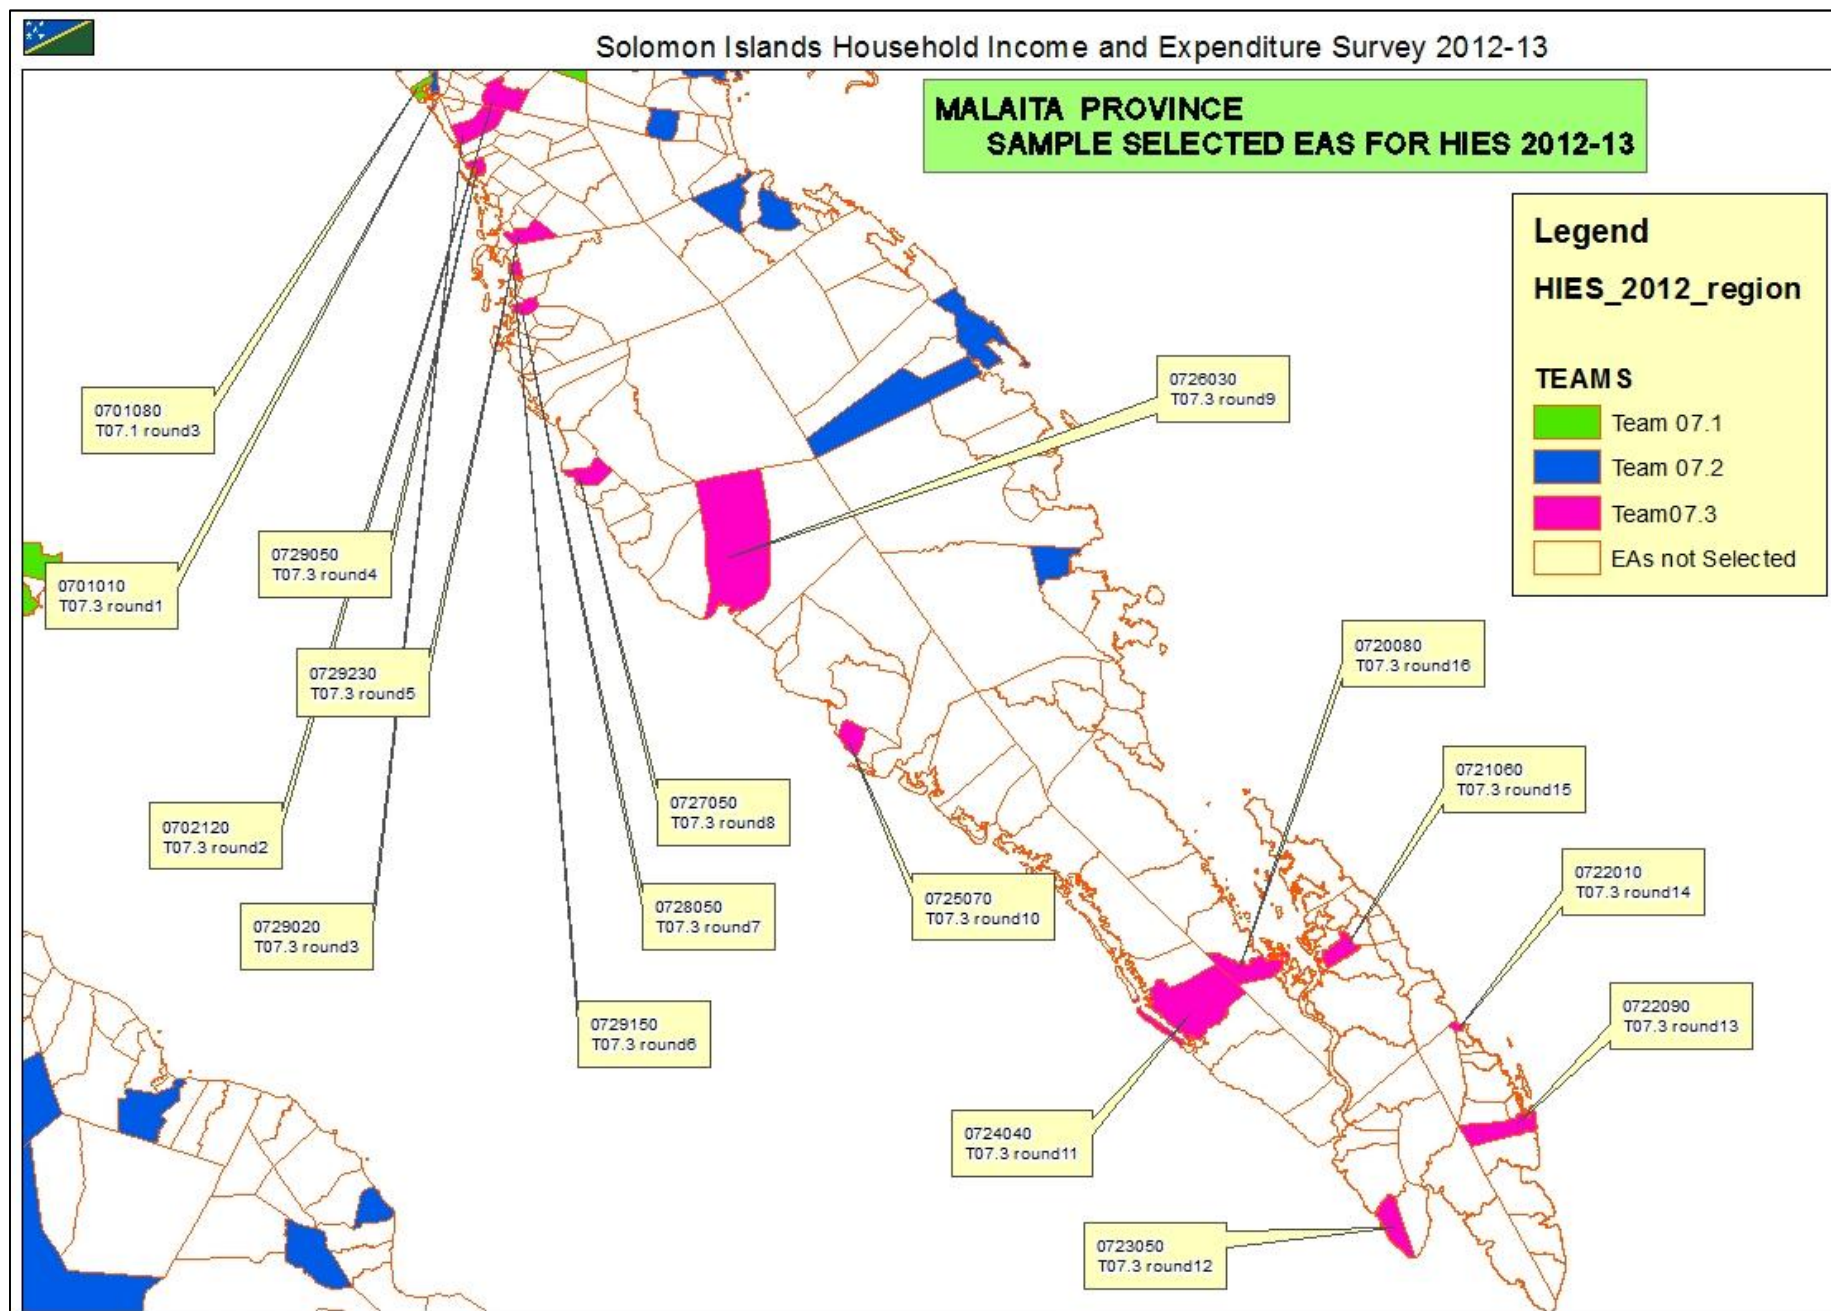 Solomon Islands Household Income and Expenditure Survey 2012-13
MALAITA PROVINCE
SAMPLE SELECTED EAS FOR HIES 2012-13
Legend
HIES_2012_region
TEAMS
Team 07.1
Team 07.2
Team07.3
EAs not Selected
0701080
T07.1 round3
0726030
T07.3 round9
0729050
T07.3 round4
0701010
T07.3 round1
0720080
T07.3 round16
0729230
T07.3 round5
0721060
T07.3 round15
0727050
T07.3 round8
0702120
T07.3 round2
0722010
T07.3 round14
0725070
T07.3 round10
0728050
T07.3 round7
0729020
T07.3 round3
0722090
T07.3 round13
0729150
T07.3 round6
0724040
T07.3 round11
0723050
T07.3 round12